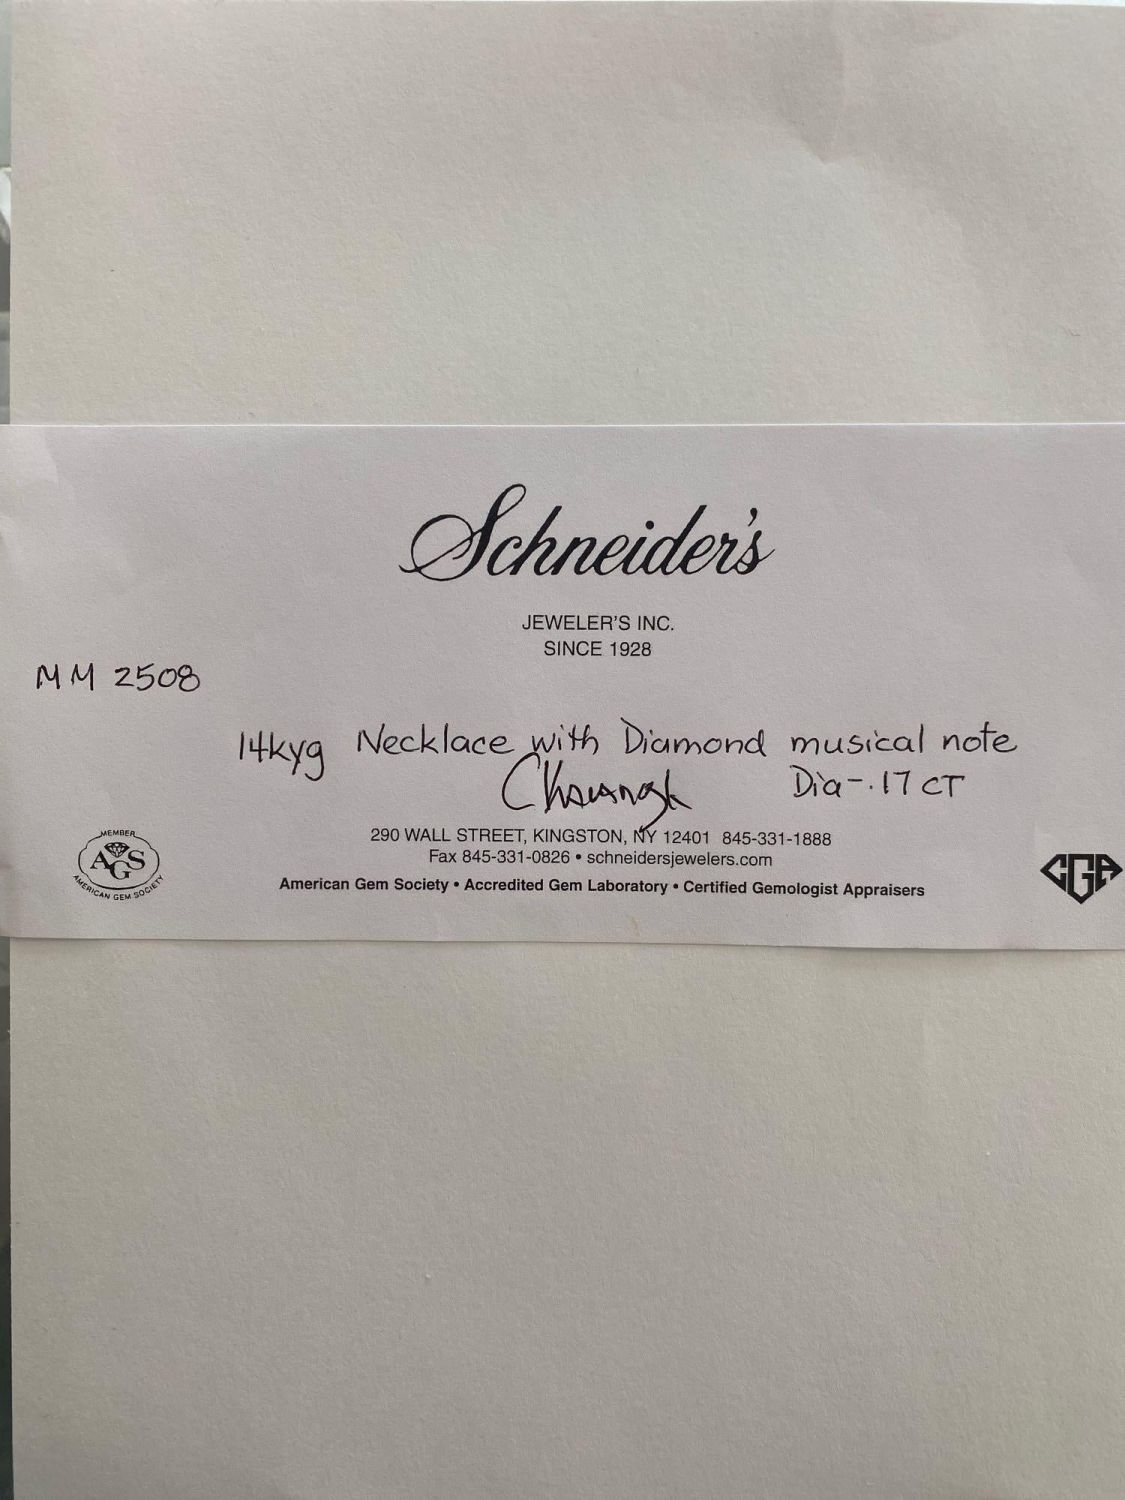 Schneider's
JEWELER'S INC.
SINCE 1928
MM 2508
14kyg Necklace with Diamond musical note
Dia-.17 CT
290 WALL STREET, KINGSTON, NY 12401 845-331-1888
Fax 845-331-0826 • schneidersjewelers.com
American Gem Society • Accredited Gem Laboratory • Certified Gemologist Appraisers
MEMBER
AGS
AMERICAN GEM SOCIETY
CGA